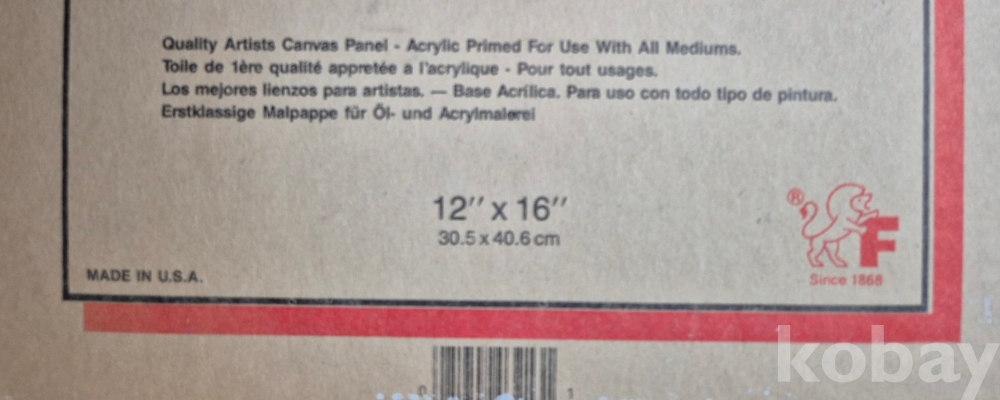 Quality Artists Canvas Panel - Acrylic Primed For Use With All Mediums.
Toile de 1ère qualité appretée a l'acrylique - Pour tout usages.
Los mejores lienzos para artistas. — Base Acrílica. Para uso con todo tipo de pintura.
Erstklassige Malpappe für Öl- und Acrylmalerei
12" x 16"
30.5 x 40.6 cm
MADE IN U.S.A.
® F
Since 1868
0 1
kobay